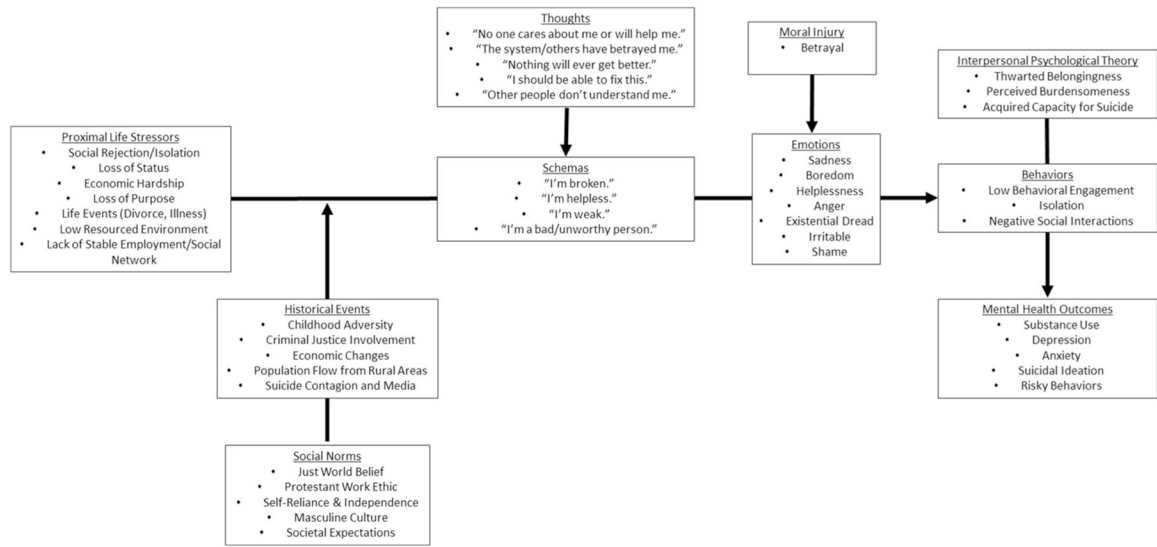 Thoughts
• “No one cares about me or will help me.”
• “The system/others have betrayed me.”
• “Nothing will ever get better.”
• “I should be able to fix this.”
• “Other people don’t understand me.”
Moral Injury
• Betrayal
Interpersonal Psychological Theory
• Thwarted Belongingness
• Perceived Burdensomeness
• Acquired Capacity for Suicide
Proximal Life Stressors
• Social Rejection/Isolation
• Loss of Status
• Economic Hardship
• Loss of Purpose
• Life Events (Divorce, Illness)
• Low Resourced Environment
• Lack of Stable Employment/Social
Network
Schemas
• “I’m broken.”
• “I’m helpless.”
• “I’m weak.”
• “I’m a bad/unworthy person.”
Emotions
• Sadness
• Boredom
• Helplessness
• Anger
• Existential Dread
• Irritable
• Shame
Behaviors
• Low Behavioral Engagement
• Isolation
• Negative Social Interactions
Historical Events
• Childhood Adversity
• Criminal Justice Involvement
• Economic Changes
• Population Flow from Rural Areas
• Suicide Contagion and Media
Mental Health Outcomes
• Substance Use
• Depression
• Anxiety
• Suicidal Ideation
• Risky Behaviors
Social Norms
• Just World Belief
• Protestant Work Ethic
• Self-Reliance & Independence
• Masculine Culture
• Societal Expectations